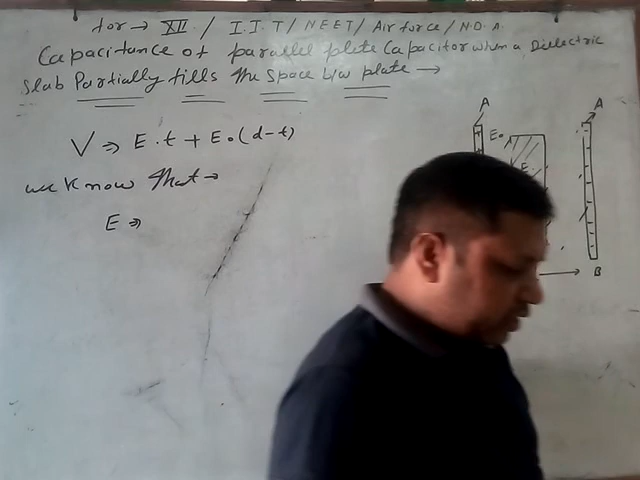 for → XII / I.I.T / NEET / Air force / N.D.A
Capacitance of parallel plate Capacitor when a Dielectric
slab Partially fills the space b/w plate →
A
A
V ⇒ E·t + E₀(d-t)
E₀
we know that →
E
E ⇒
B